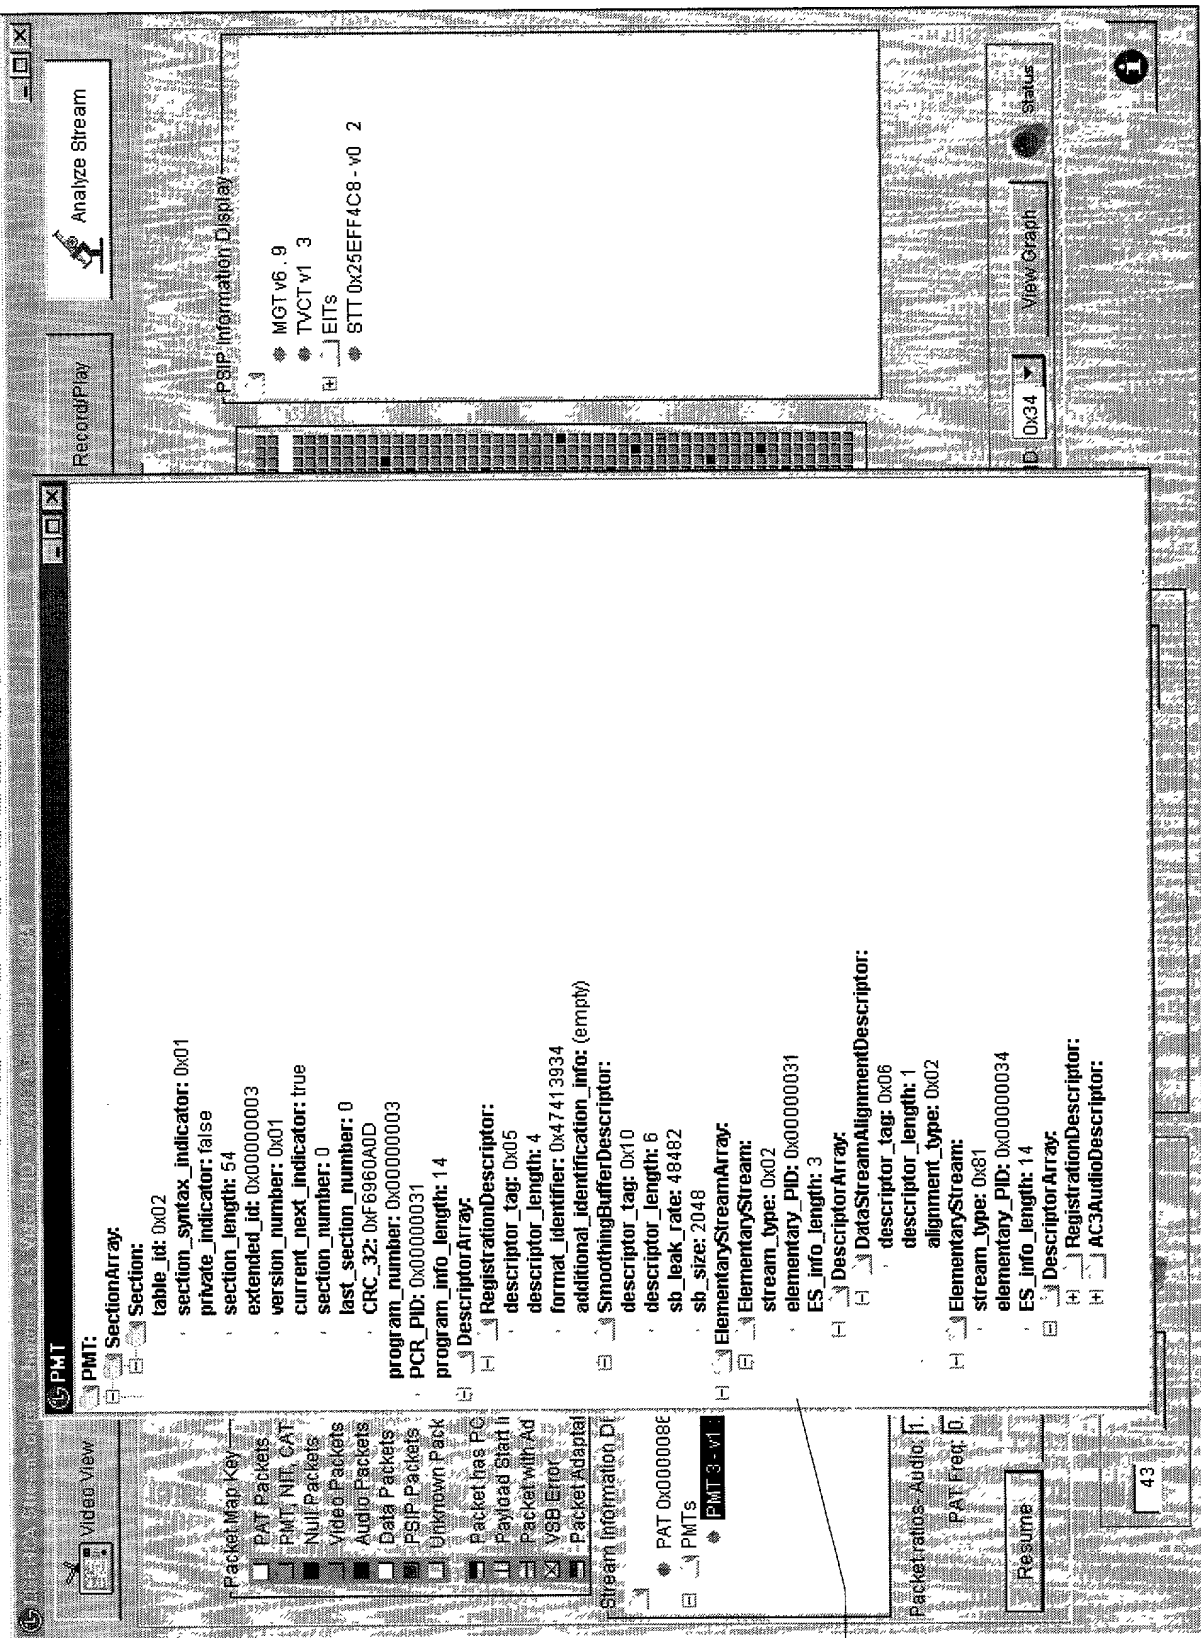 Video View
Record/Play
Analyze Stream
Packet Map Key
PAT Packets
PMT, NIT, CAT
Null Packets
Video Packets
Audio Packets
Data Packets
PSIP Packets
Unknown Pack
Packet has PC
Payload Start I
Packet with Ad
VSB Error
Packet Adaptat
Stream Information Di
PAT 0x0000088
PMTs
PMT 3 - v1
Packet ratios Audio: 1.
PAT Freq: 0.
Resume
43
PMT
PMT:
SectionArray:
Section:
table_id: 0x02
section_syntax_indicator: 0x01
private_indicator: false
section_length: 54
extended_id: 0x00000003
version_number: 0x01
current_next_indicator: true
section_number: 0
last_section_number: 0
CRC_32: 0xF6960A0D
program_number: 0x00000003
PCR_PID: 0x00000031
program_info_length: 14
DescriptorArray:
RegistrationDescriptor:
descriptor_tag: 0x05
descriptor_length: 4
format_identifier: 0x47413934
additional_identification_info: (empty)
SmoothingBufferDescriptor:
descriptor_tag: 0x10
descriptor_length: 6
sb_leak_rate: 48482
sb_size: 2048
ElementaryStreamArray:
ElementaryStream:
stream_type: 0x02
elementary_PID: 0x00000031
ES_info_length: 3
DescriptorArray:
DataStreamAlignmentDescriptor:
descriptor_tag: 0x06
descriptor_length: 1
alignment_type: 0x02
ElementaryStream:
stream_type: 0x81
elementary_PID: 0x00000034
ES_info_length: 14
DescriptorArray:
RegistrationDescriptor:
AC3AudioDescriptor:
PSIP Information Display
MGT v6 . 9
TVCT v1 3
EITs
STT 0x25EFF4C8 - v0 2
0x34
View Graph
Status